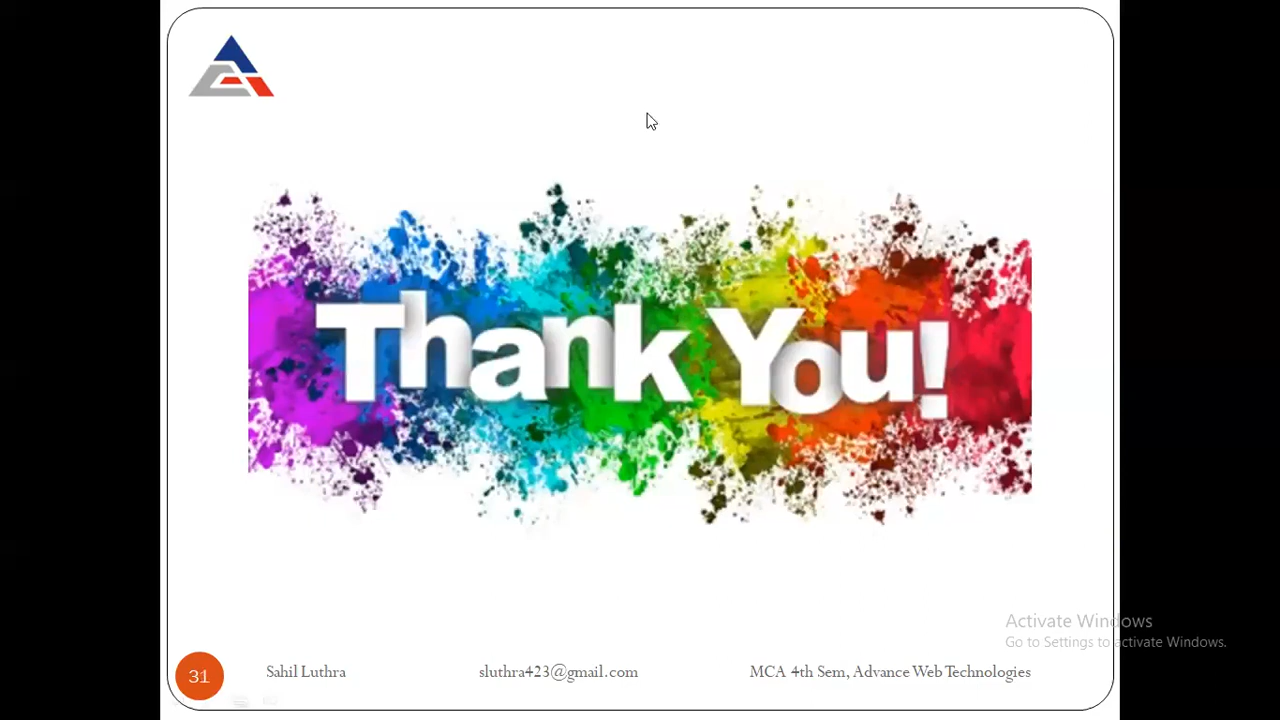 Thank You!
Activate Windows
Go to Settings to activate Windows.
31
Sahil Luthra
sluthra423@gmail.com
MCA 4th Sem, Advance Web Technologies